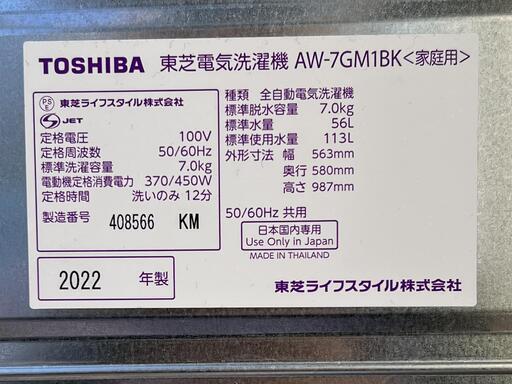 TOSHIBA 東芝電気洗濯機 AW-7GM1BK<家庭用>
PS E 東芝ライフスタイル株式会社
S JET
定格電圧 100V
定格周波数 50/60Hz
標準洗濯容量 7.0kg
電動機定格消費電力 370/450W
定格時間 洗いのみ 12分
製造番号 408566 KM
2022 年製
種類 全自動電気洗濯機
標準脱水容量 7.0kg
標準水量 56L
標準使用水量 113L
外形寸法 幅 563mm
奥行 580mm
高さ 987mm
50/60Hz 共用
日本国内専用
Use Only in Japan
MADE IN THAILAND
東芝ライフスタイル株式会社